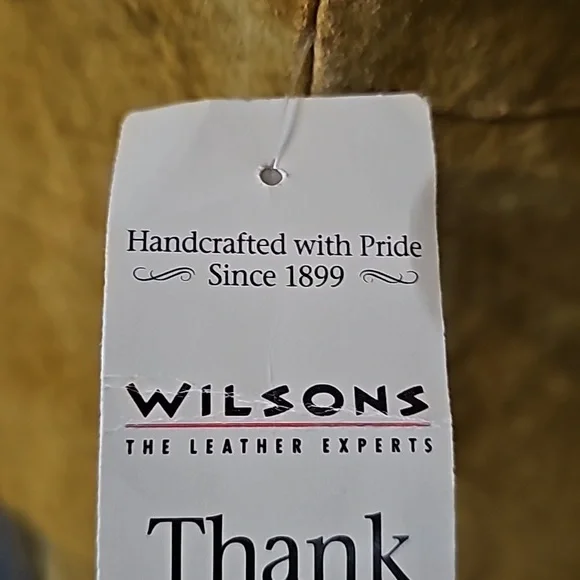 Handcrafted with Pride
Since 1899
WILSONS
THE LEATHER EXPERTS
Thank